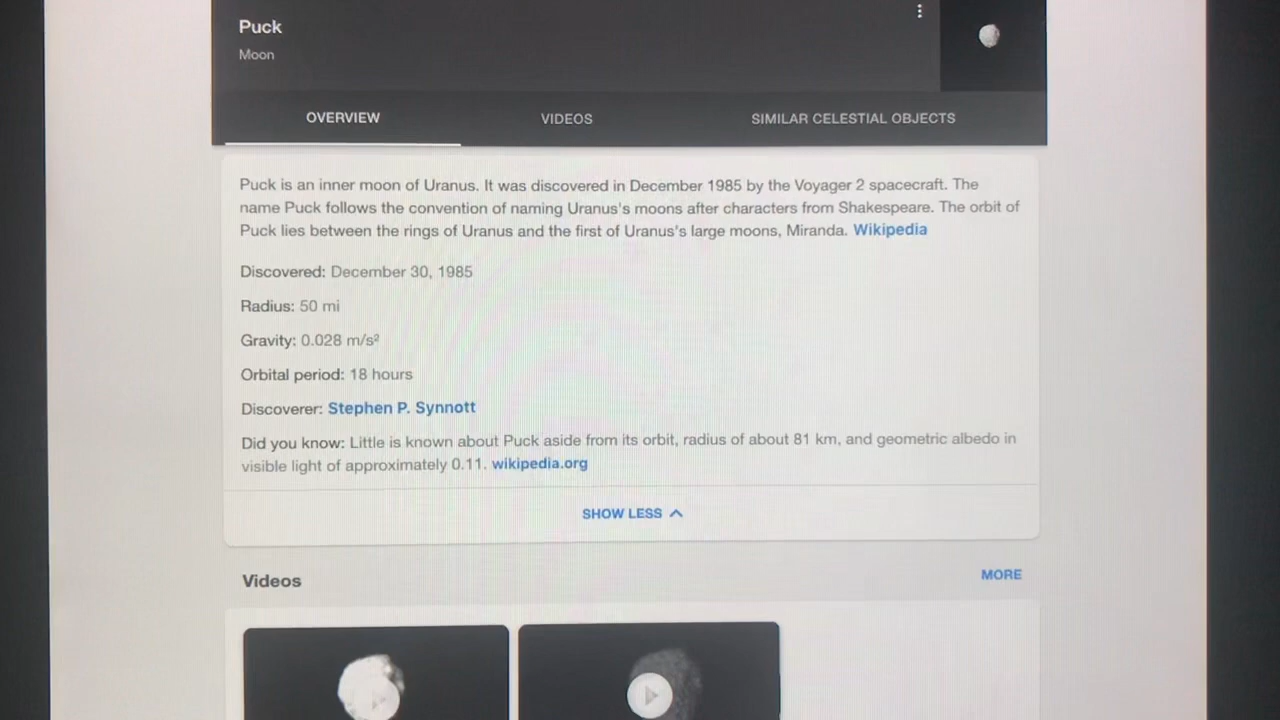 Puck
Moon
OVERVIEW
VIDEOS
SIMILAR CELESTIAL OBJECTS
Puck is an inner moon of Uranus. It was discovered in December 1985 by the Voyager 2 spacecraft. The
name Puck follows the convention of naming Uranus's moons after characters from Shakespeare. The orbit of
Puck lies between the rings of Uranus and the first of Uranus's large moons, Miranda. Wikipedia
Discovered: December 30, 1985
Radius: 50 mi
Gravity: 0.028 m/s²
Orbital period: 18 hours
Discoverer: Stephen P. Synnott
Did you know: Little is known about Puck aside from its orbit, radius of about 81 km, and geometric albedo in
visible light of approximately 0.11. wikipedia.org
SHOW LESS
Videos
MORE